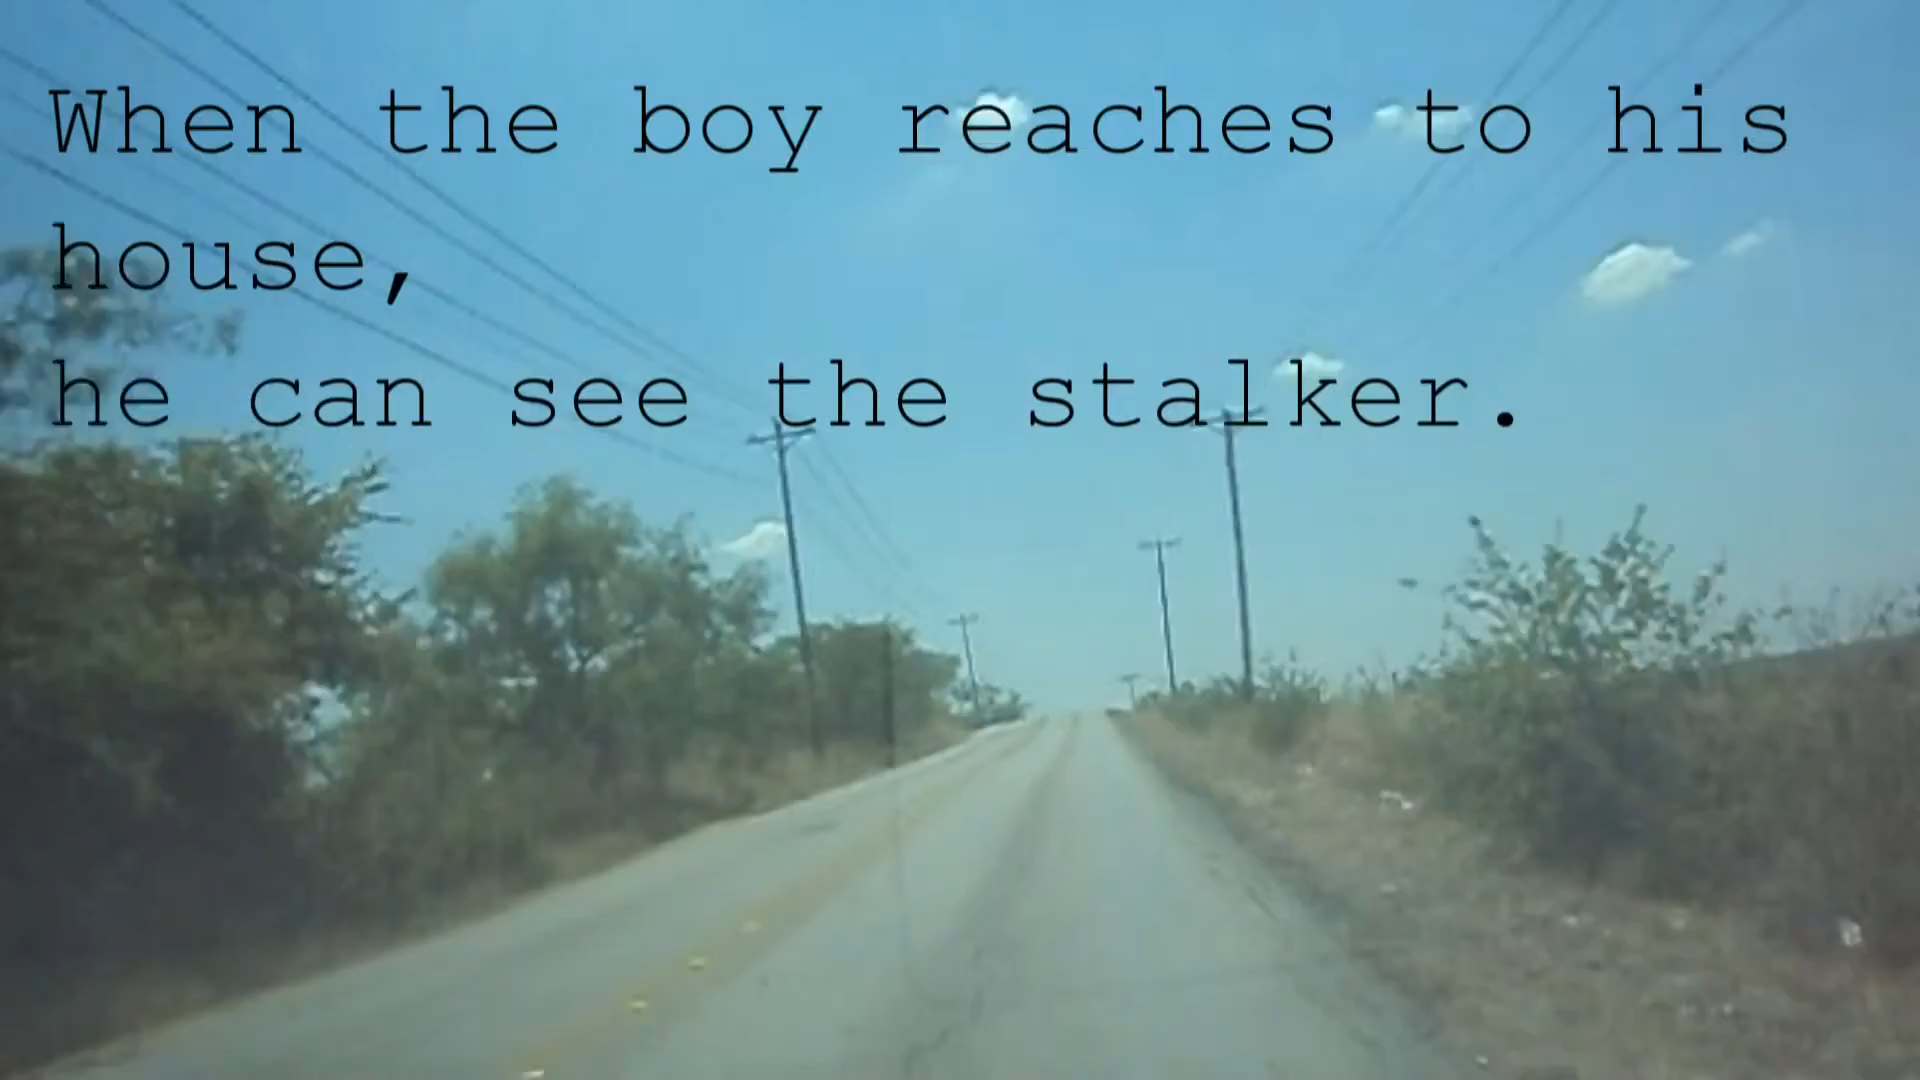 When the boy reaches to his
house,
he can see the stalker.